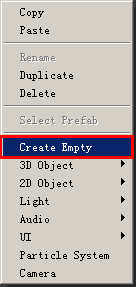 Copy
Paste
Rename
Duplicate
Delete
Select Prefab
Create Empty
3D Object
2D Object
Light
Audio
UI
Particle System
Camera